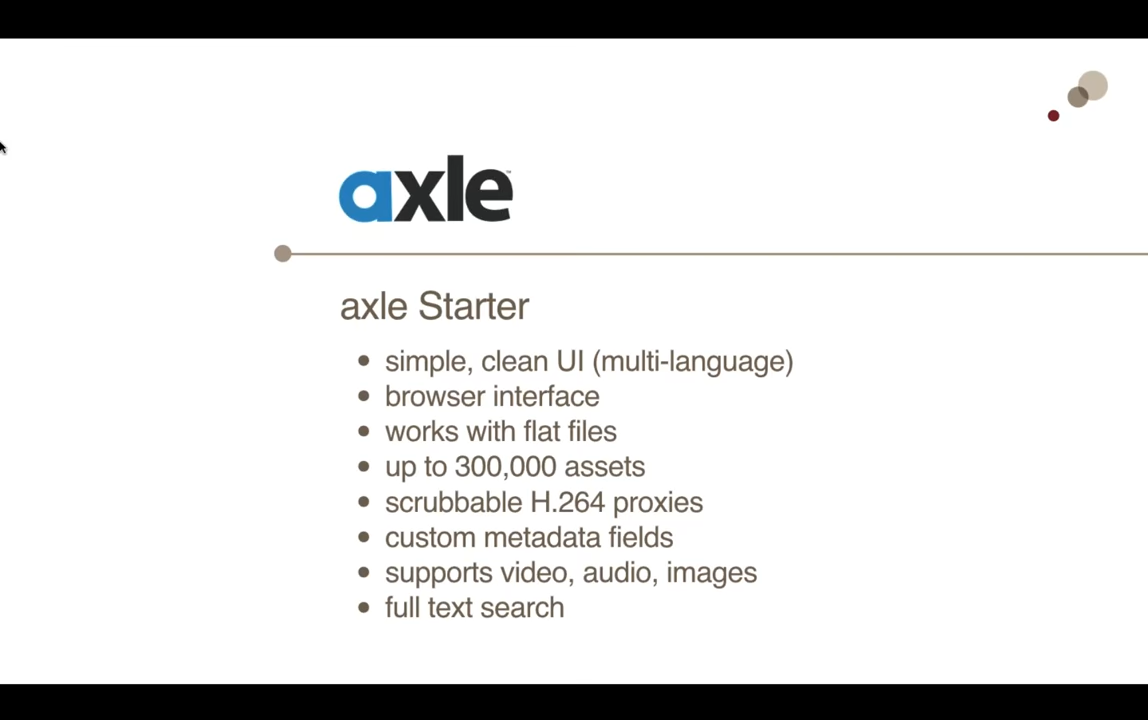 axle
axle Starter
• simple, clean UI (multi-language)
• browser interface
• works with flat files
• up to 300,000 assets
• scrubbable H.264 proxies
• custom metadata fields
• supports video, audio, images
• full text search